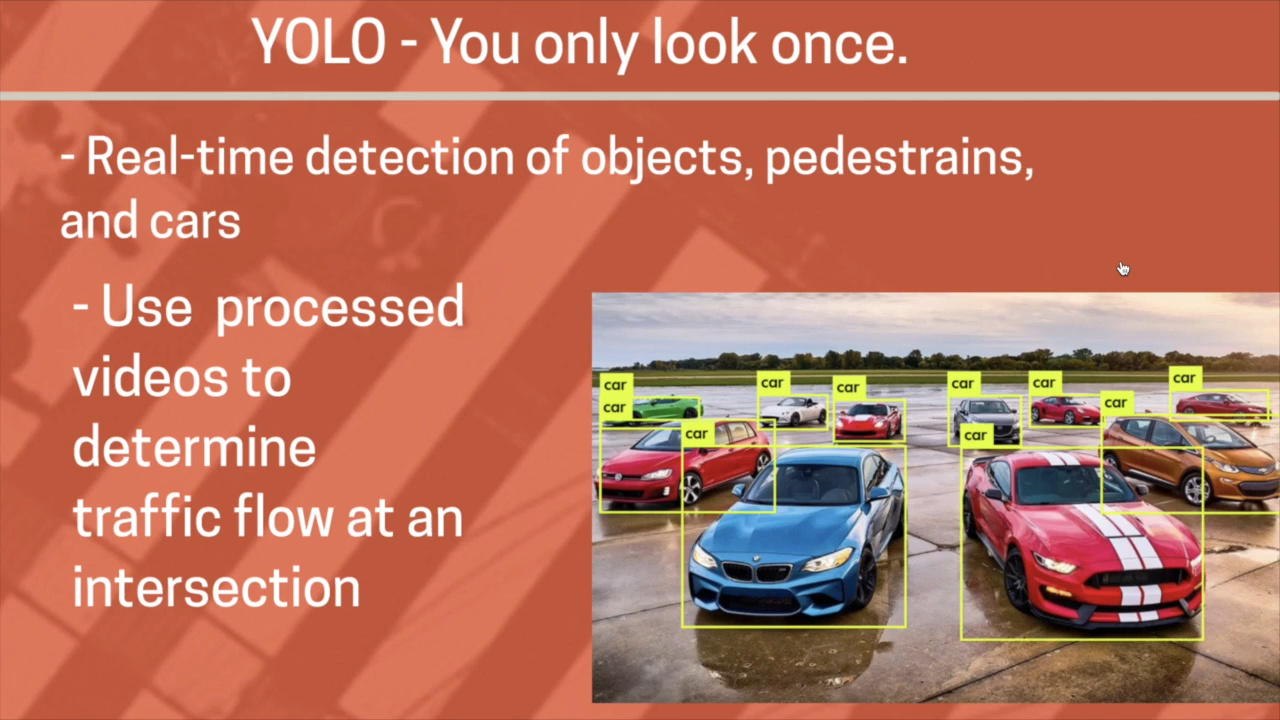 YOLO - You only look once.
- Real-time detection of objects, pedestrains,
and cars
- Use  processed
videos to
determine
traffic flow at an
intersection
car
car
car
car
car
car
car
car
car
car